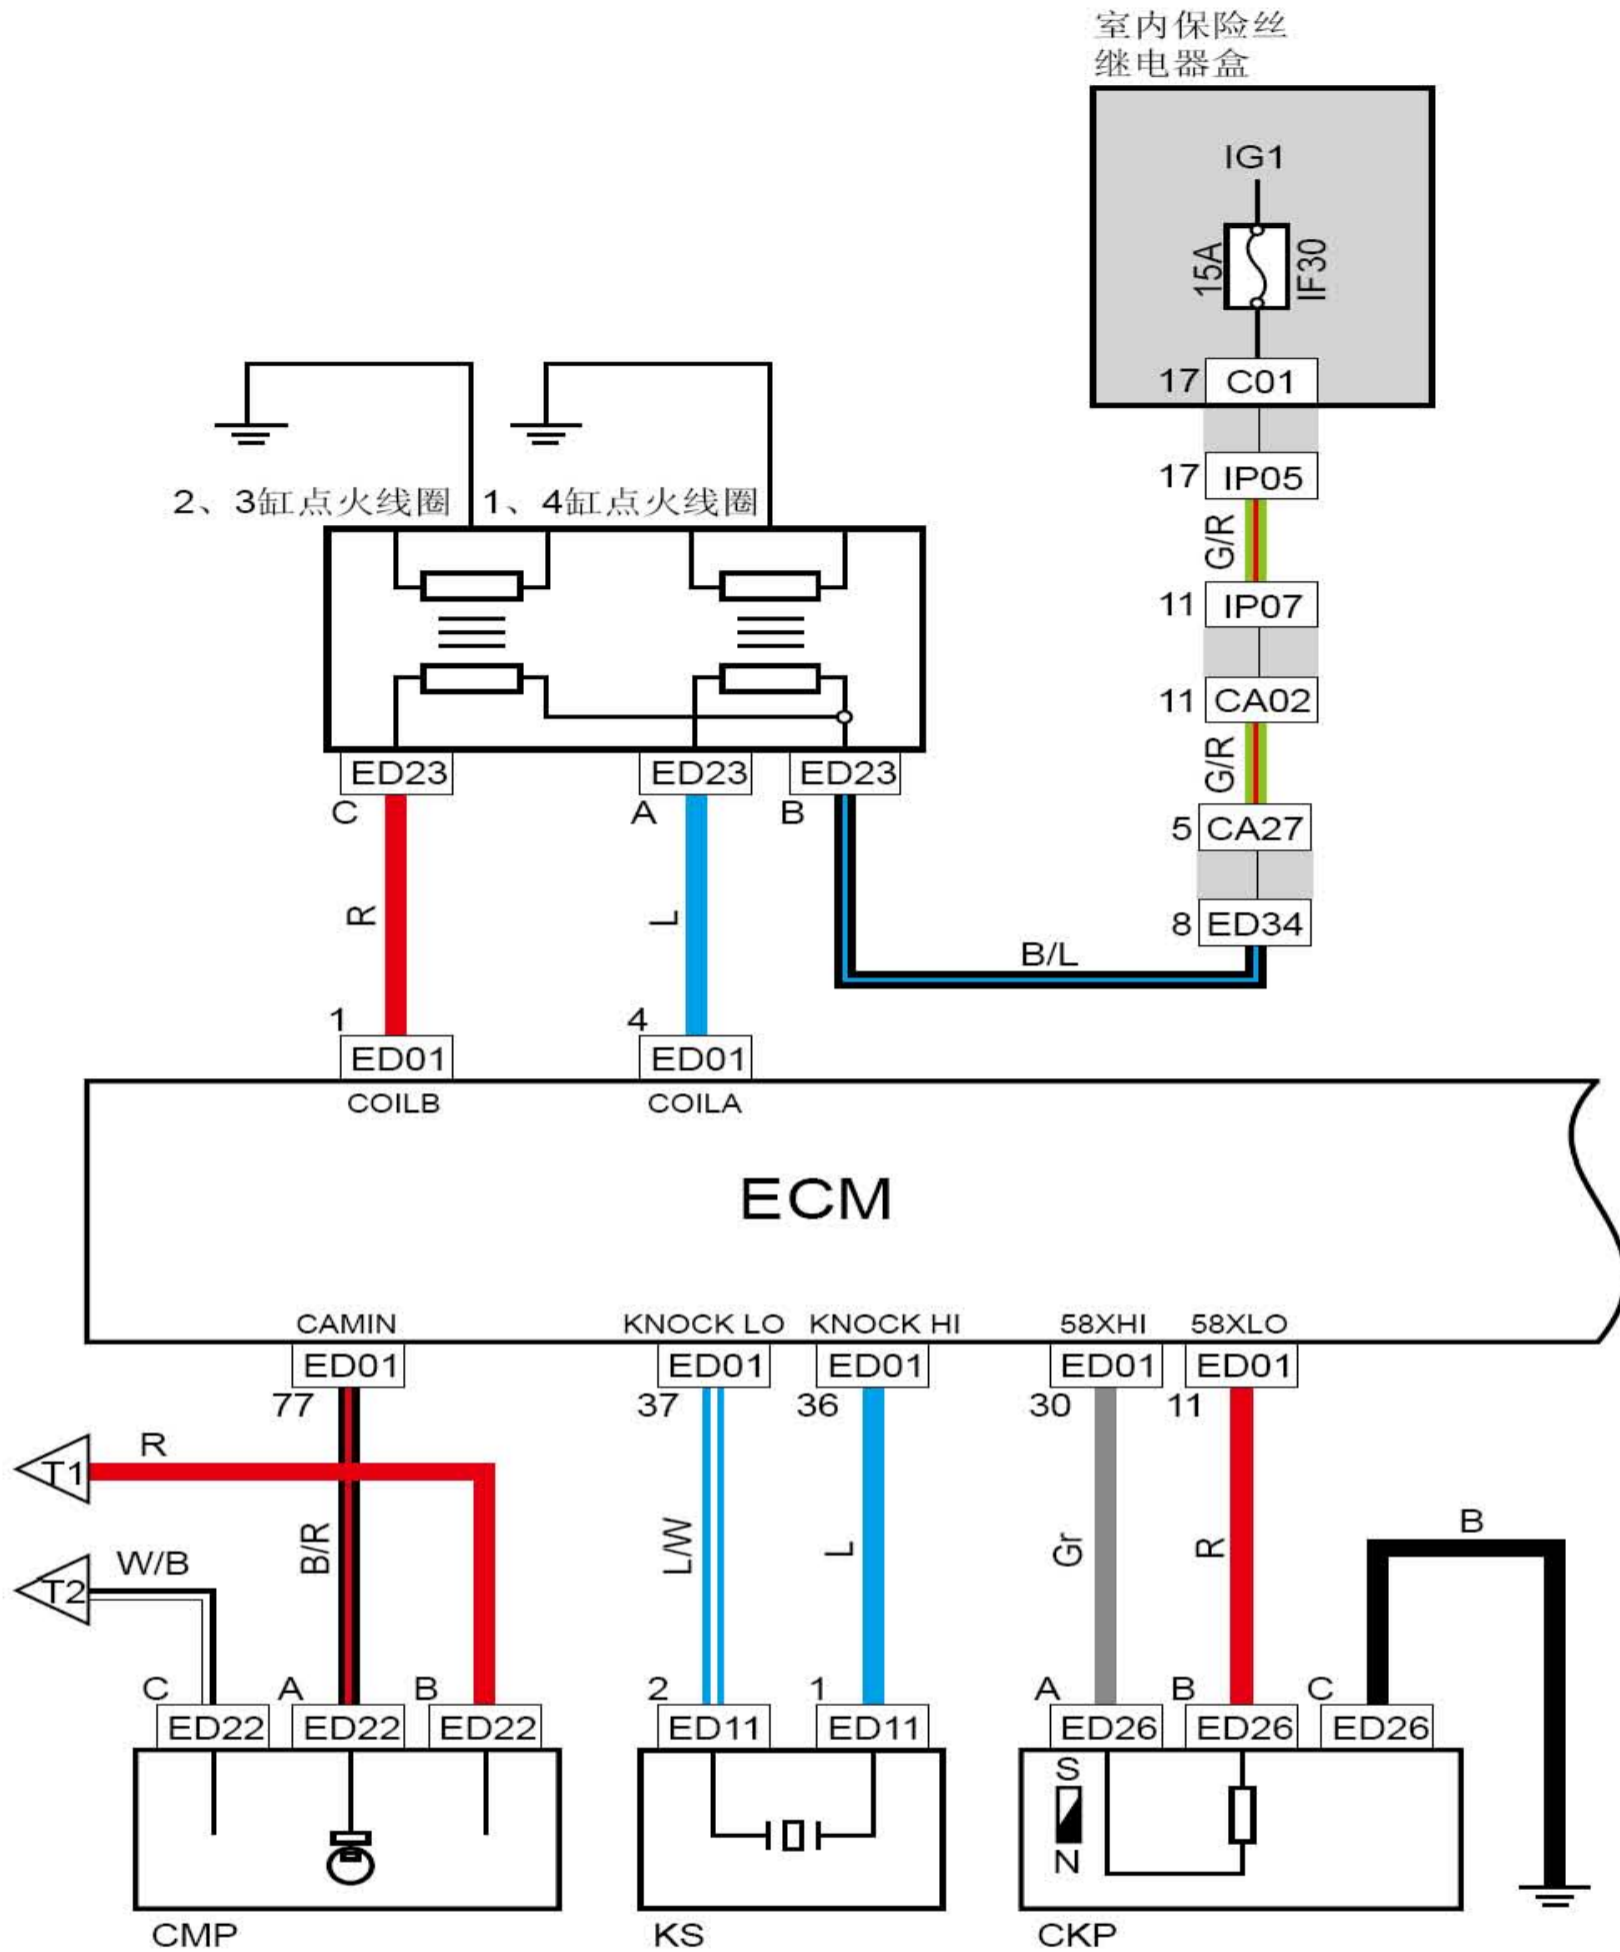 室内保险丝
继电器盒
IG1
15A
IF30
17 C01
17 IP05
G/R
11 IP07
11 CA02
G/R
5 CA27
8 ED34
B/L
2、3缸点火线圈 1、4缸点火线圈
ED23 ED23 ED23
C A B
R L
1 4
ED01 ED01
COILB COILA
ECM
CAMIN KNOCK LO KNOCK HI 58XHI 58XLO
ED01 ED01 ED01 ED01 ED01
77 37 36 30 11
T1 R
T2 W/B
B/R L/W L Gr R B
C A B 2 1 A B C
ED22 ED22 ED22 ED11 ED11 ED26 ED26 ED26
S
N
CMP KS CKP